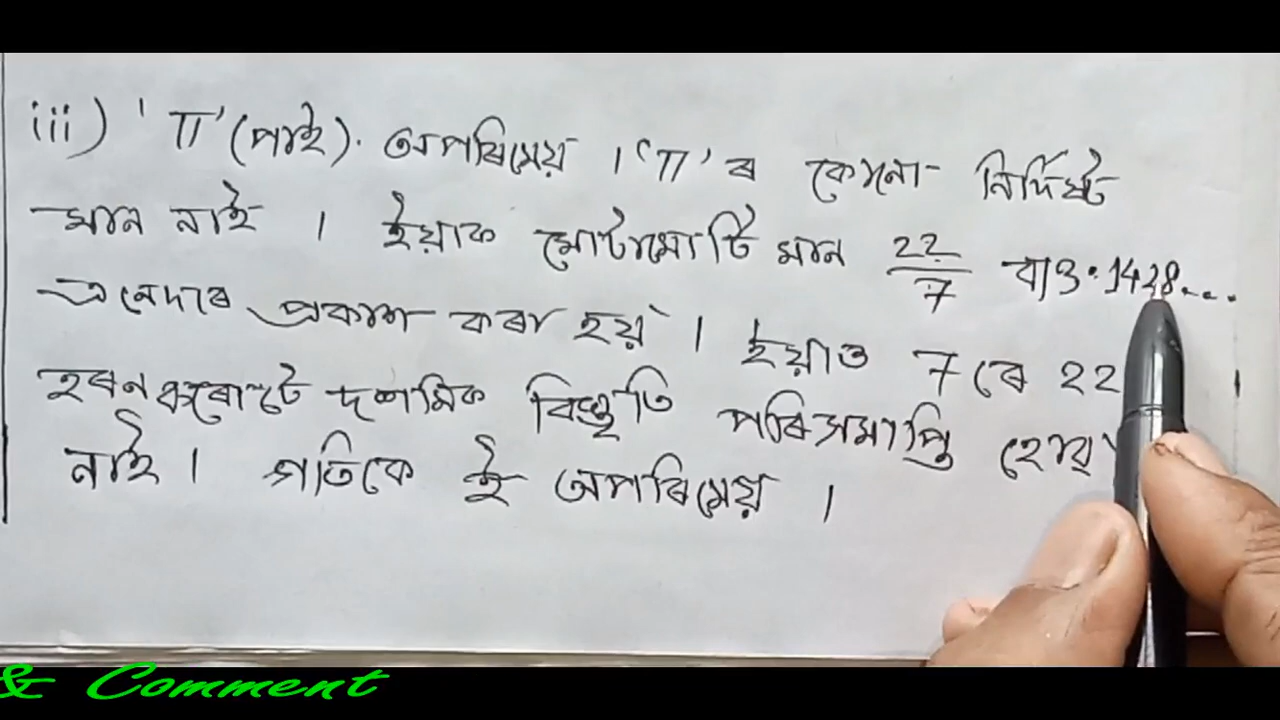 iii) 'π' (পাই). অপৰিমেয় । 'π' ৰ কোনো নিৰ্দিষ্ট
মান নাই । ইয়াক মোটামোটি মান 22/7 বা ৩.1428...
এনেদৰে প্ৰকাশ কৰা হয় । ইয়াত 7 ৰে 22
হৰণ কৰোতে দশমিক বিস্তৃতি পৰিসমাপ্তি হোৱা
নাই । গতিকে ই অপৰিমেয় ।
& Comment